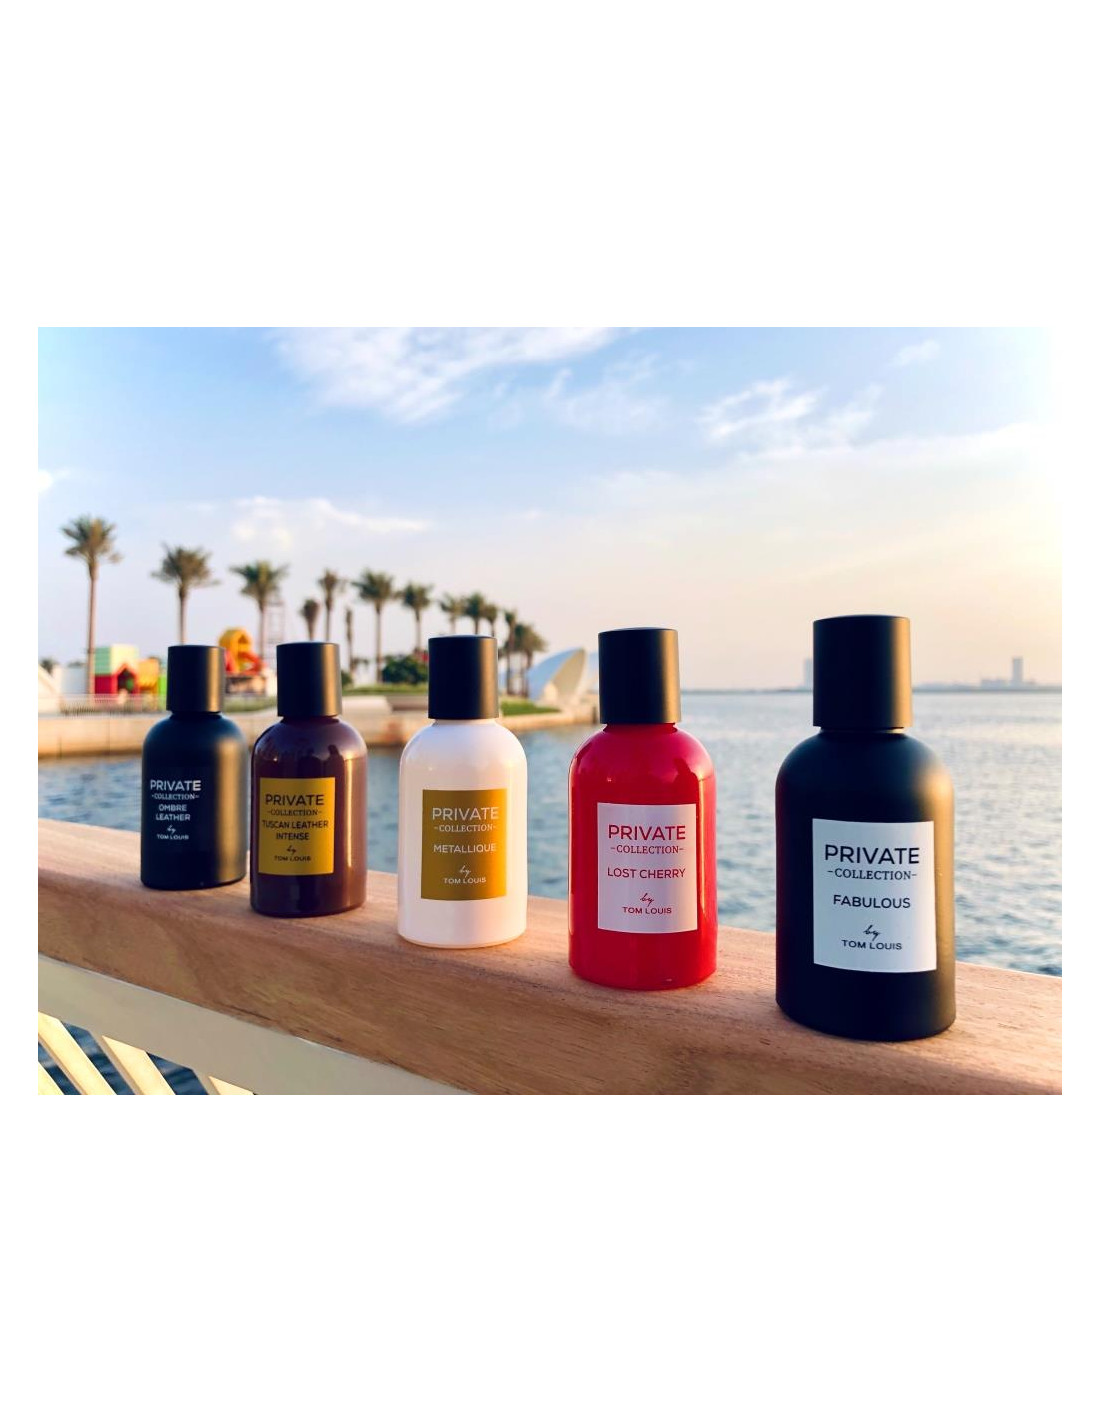 PRIVATE
-COLLECTION-
OMBRE
LEATHER
by
TOM LOUIS
PRIVATE
-COLLECTION-
TUSCAN LEATHER
INTENSE
by
TOM LOUIS
PRIVATE
-COLLECTION-
METALLIQUE
by
TOM LOUIS
PRIVATE
-COLLECTION-
LOST CHERRY
by
TOM LOUIS
PRIVATE
-COLLECTION-
FABULOUS
by
TOM LOUIS